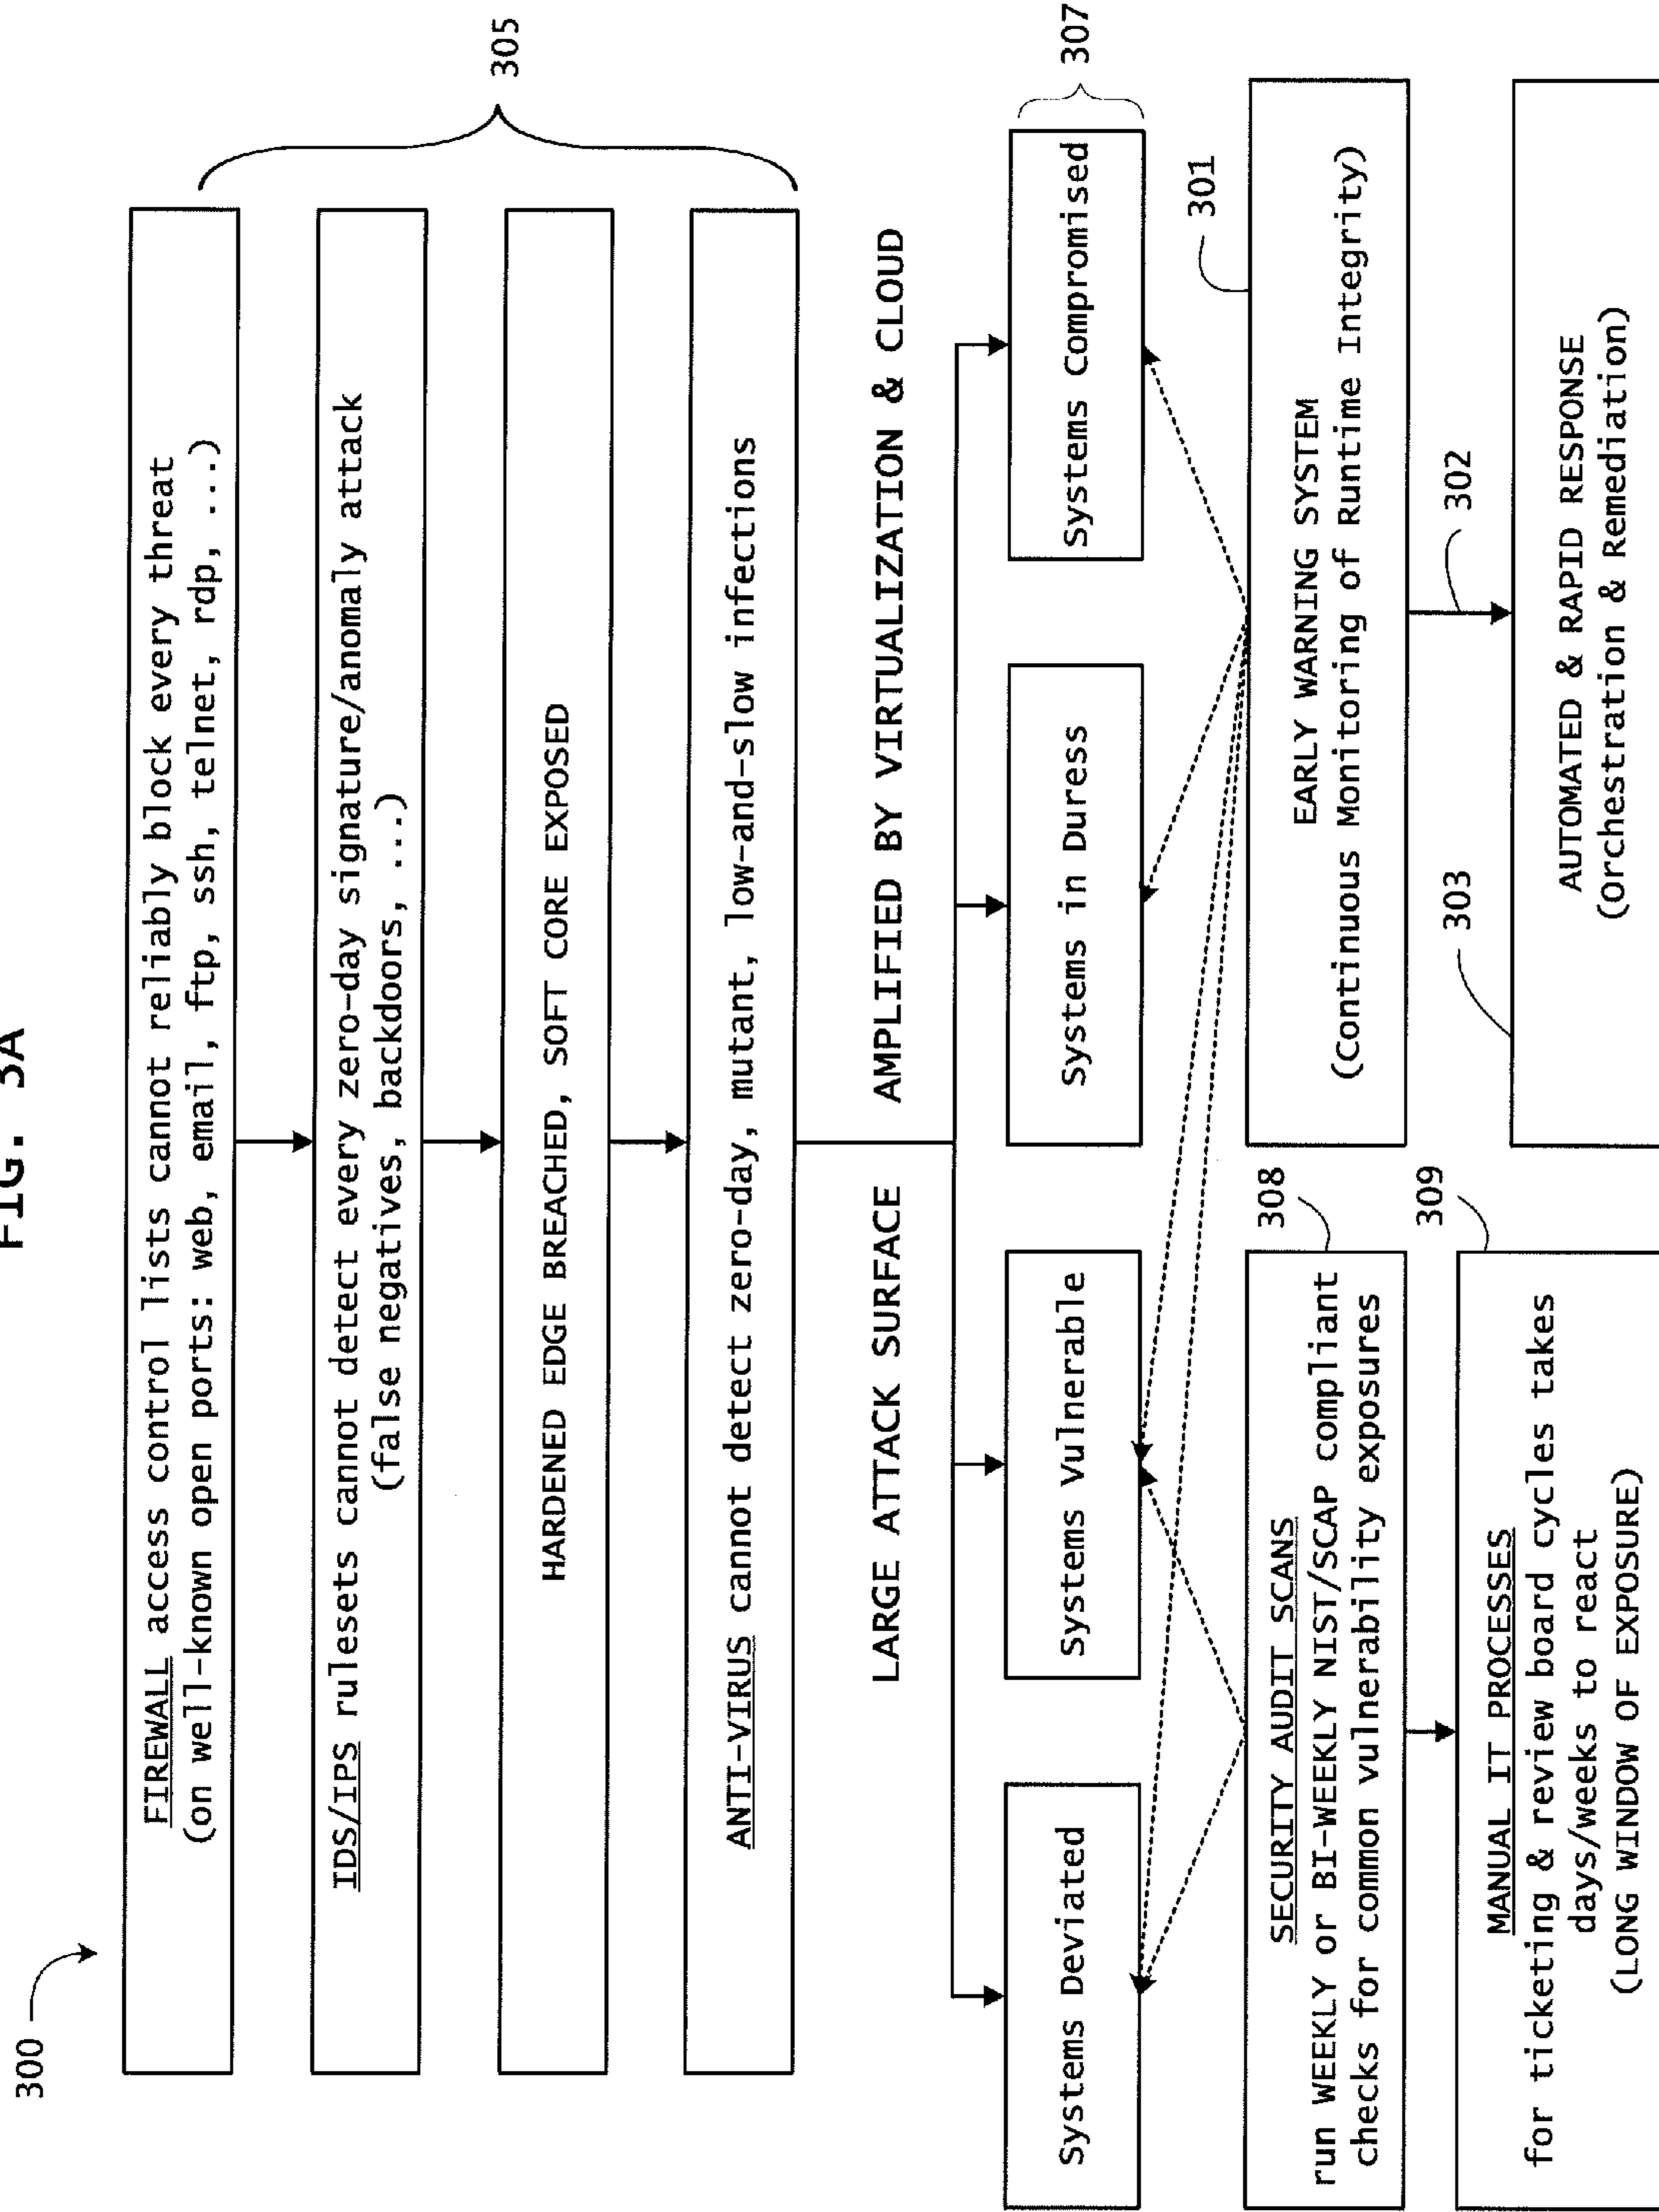 FIG. 3A
300
FIREWALL access control lists cannot reliably block every threat
(on well-known open ports: web, email, ftp, ssh, telnet, rdp, ...)
IDS/IPS rulesets cannot detect every zero-day signature/anomaly attack
(false negatives, backdoors, ...)
HARDENED EDGE BREACHED, SOFT CORE EXPOSED
ANTI-VIRUS cannot detect zero-day, mutant, low-and-slow infections
305
LARGE ATTACK SURFACE AMPLIFIED BY VIRTUALIZATION & CLOUD
Systems Deviated
Systems Vulnerable
Systems in Duress
Systems Compromised
307
308
SECURITY AUDIT SCANS
run WEEKLY or BI-WEEKLY NIST/SCAP compliant
checks for common vulnerability exposures
301
EARLY WARNING SYSTEM
(Continuous Monitoring of Runtime Integrity)
309
MANUAL IT PROCESSES
for ticketing & review board cycles takes
days/weeks to react
(LONG WINDOW OF EXPOSURE)
302
303
AUTOMATED & RAPID RESPONSE
(Orchestration & Remediation)